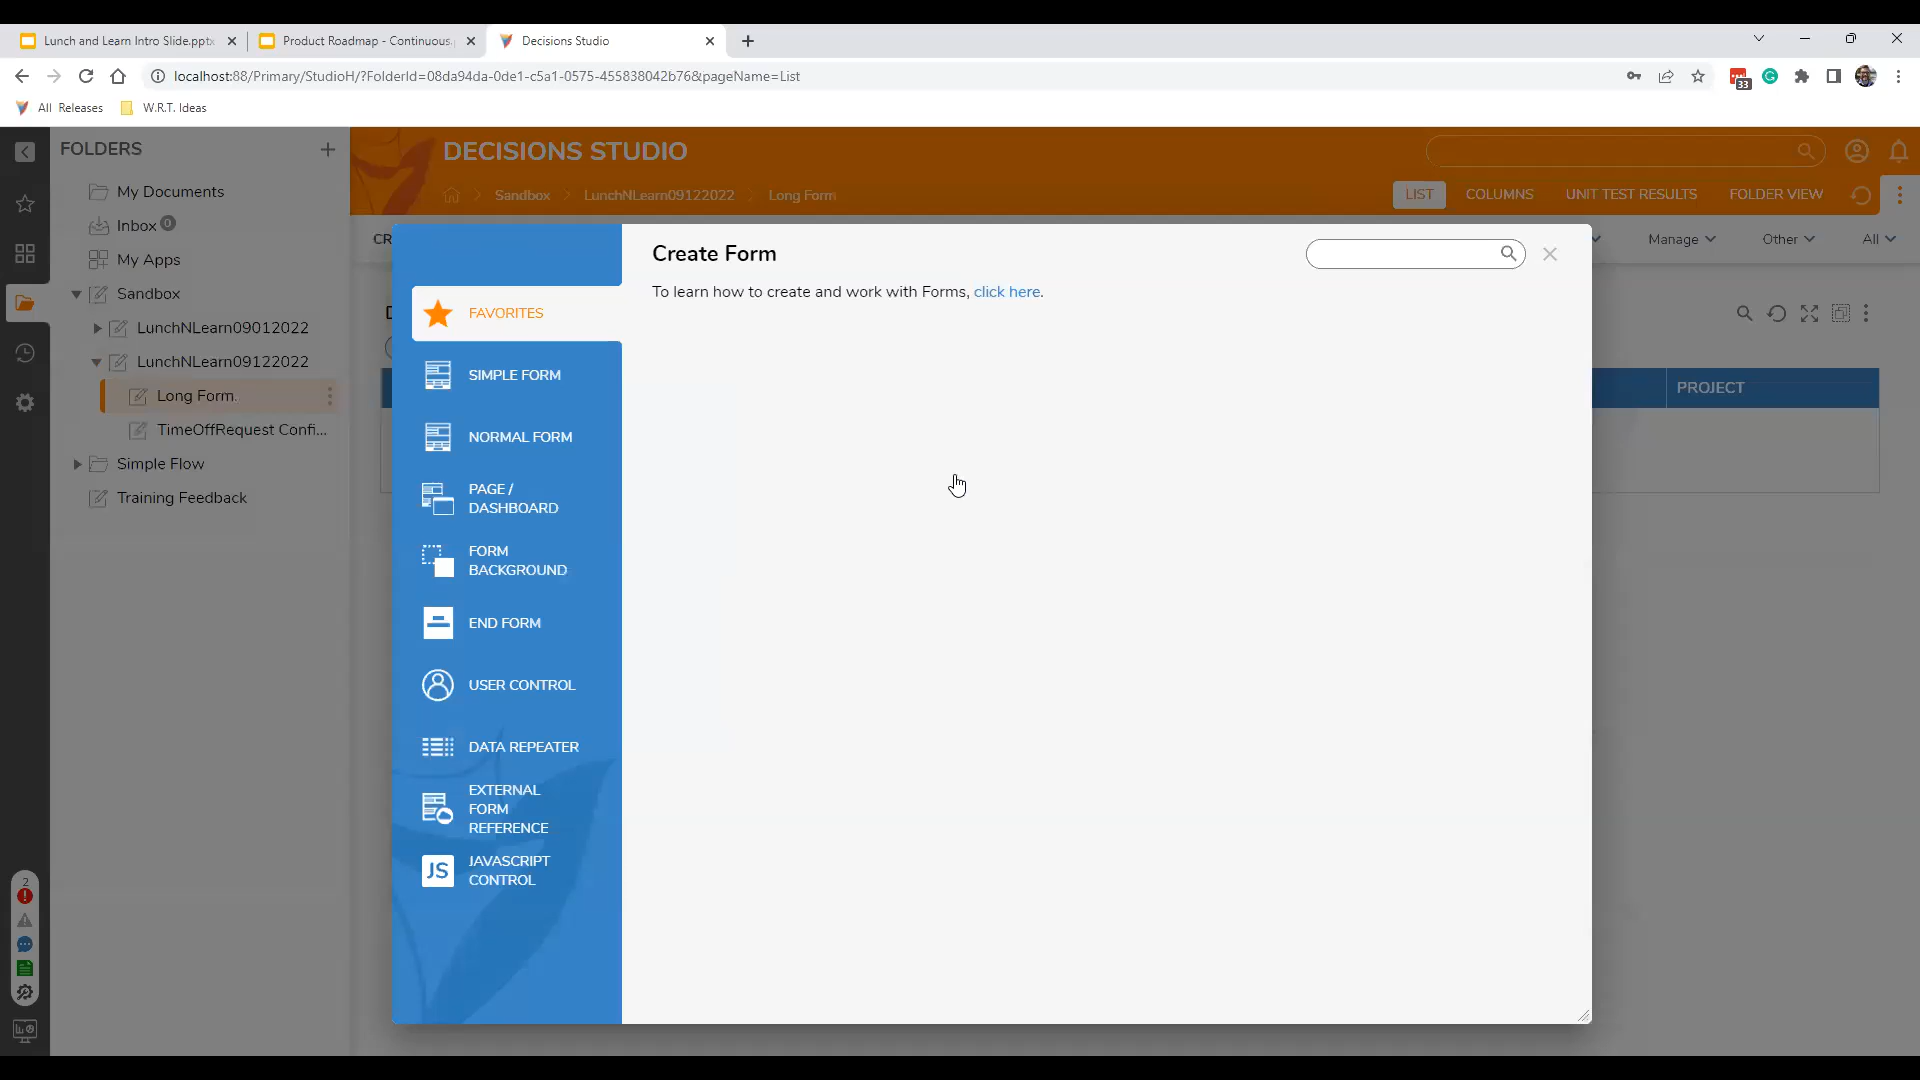 Lunch and Learn Intro Slide.pptx
Product Roadmap - Continuous
Decisions Studio
localhost:88/Primary/StudioH/?FolderId=08da94da-0de1-c5a1-0575-455838042b76&pageName=List
33
All Releases
W.R.T. Ideas
FOLDERS
DECISIONS STUDIO
My Documents
Sandbox > LunchNLearn09122022 > Long Form
LIST
COLUMNS
UNIT TEST RESULTS
FOLDER VIEW
Inbox 0
CR
Manage
Other
All
My Apps
Sandbox
LunchNLearn09012022
LunchNLearn09122022
Long Form
TimeOffRequest Confi...
Simple Flow
Training Feedback
Create Form
To learn how to create and work with Forms, click here.
FAVORITES
SIMPLE FORM
NORMAL FORM
PAGE /
DASHBOARD
FORM
BACKGROUND
END FORM
USER CONTROL
DATA REPEATER
EXTERNAL
FORM
REFERENCE
JS
JAVASCRIPT
CONTROL
PROJECT
2